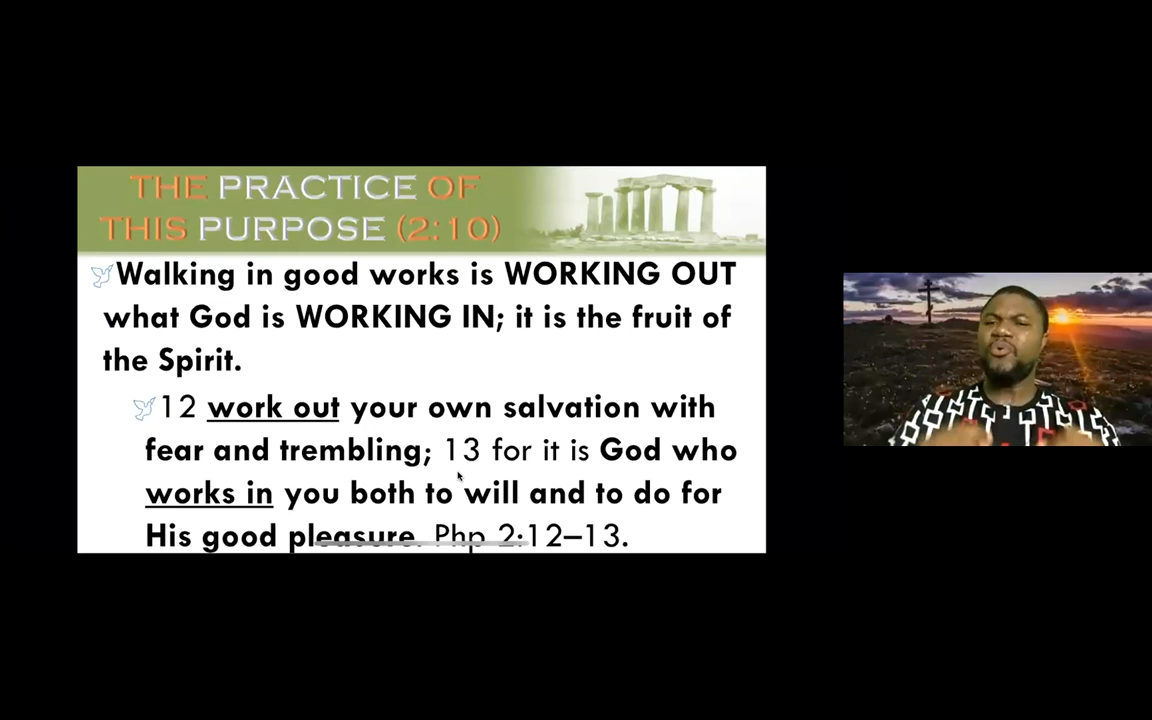 THE PRACTICE OF
THIS PURPOSE (2:10)
Walking in good works is WORKING OUT
what God is WORKING IN; it is the fruit of
the Spirit.
12 work out your own salvation with
fear and trembling; 13 for it is God who
works in you both to will and to do for
His good pleasure. Php 2:12–13.